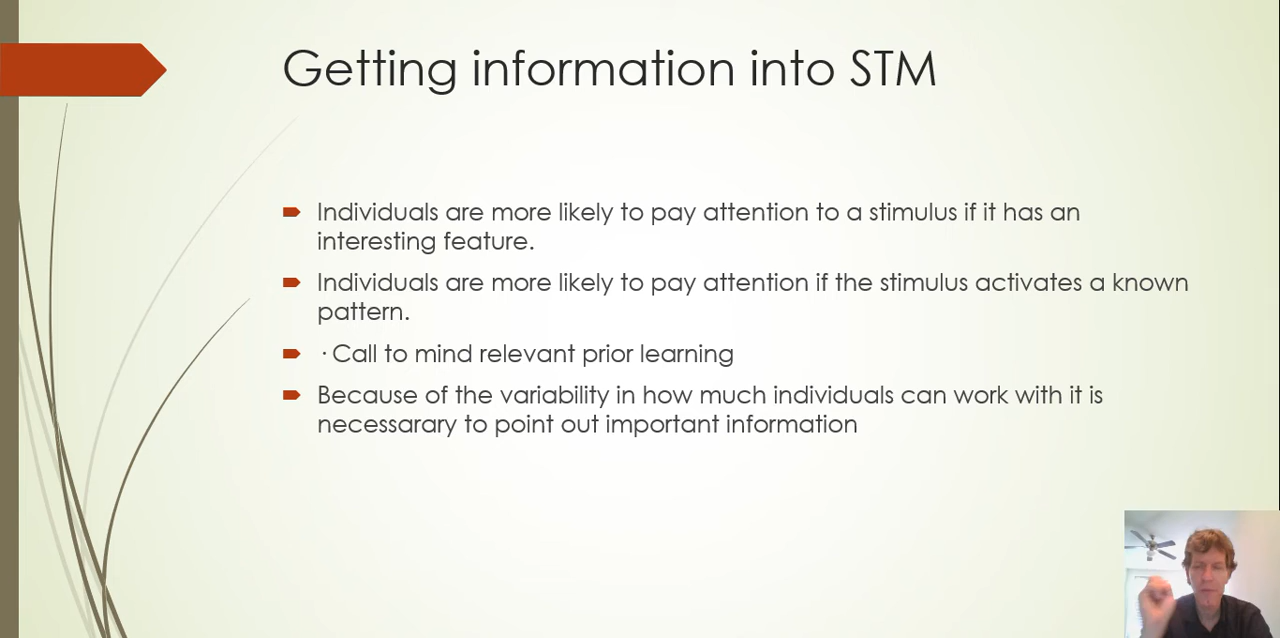 Getting information into STM
Individuals are more likely to pay attention to a stimulus if it has an
interesting feature.
Individuals are more likely to pay attention if the stimulus activates a known
pattern.
· Call to mind relevant prior learning
Because of the variability in how much individuals can work with it is
necessarary to point out important information